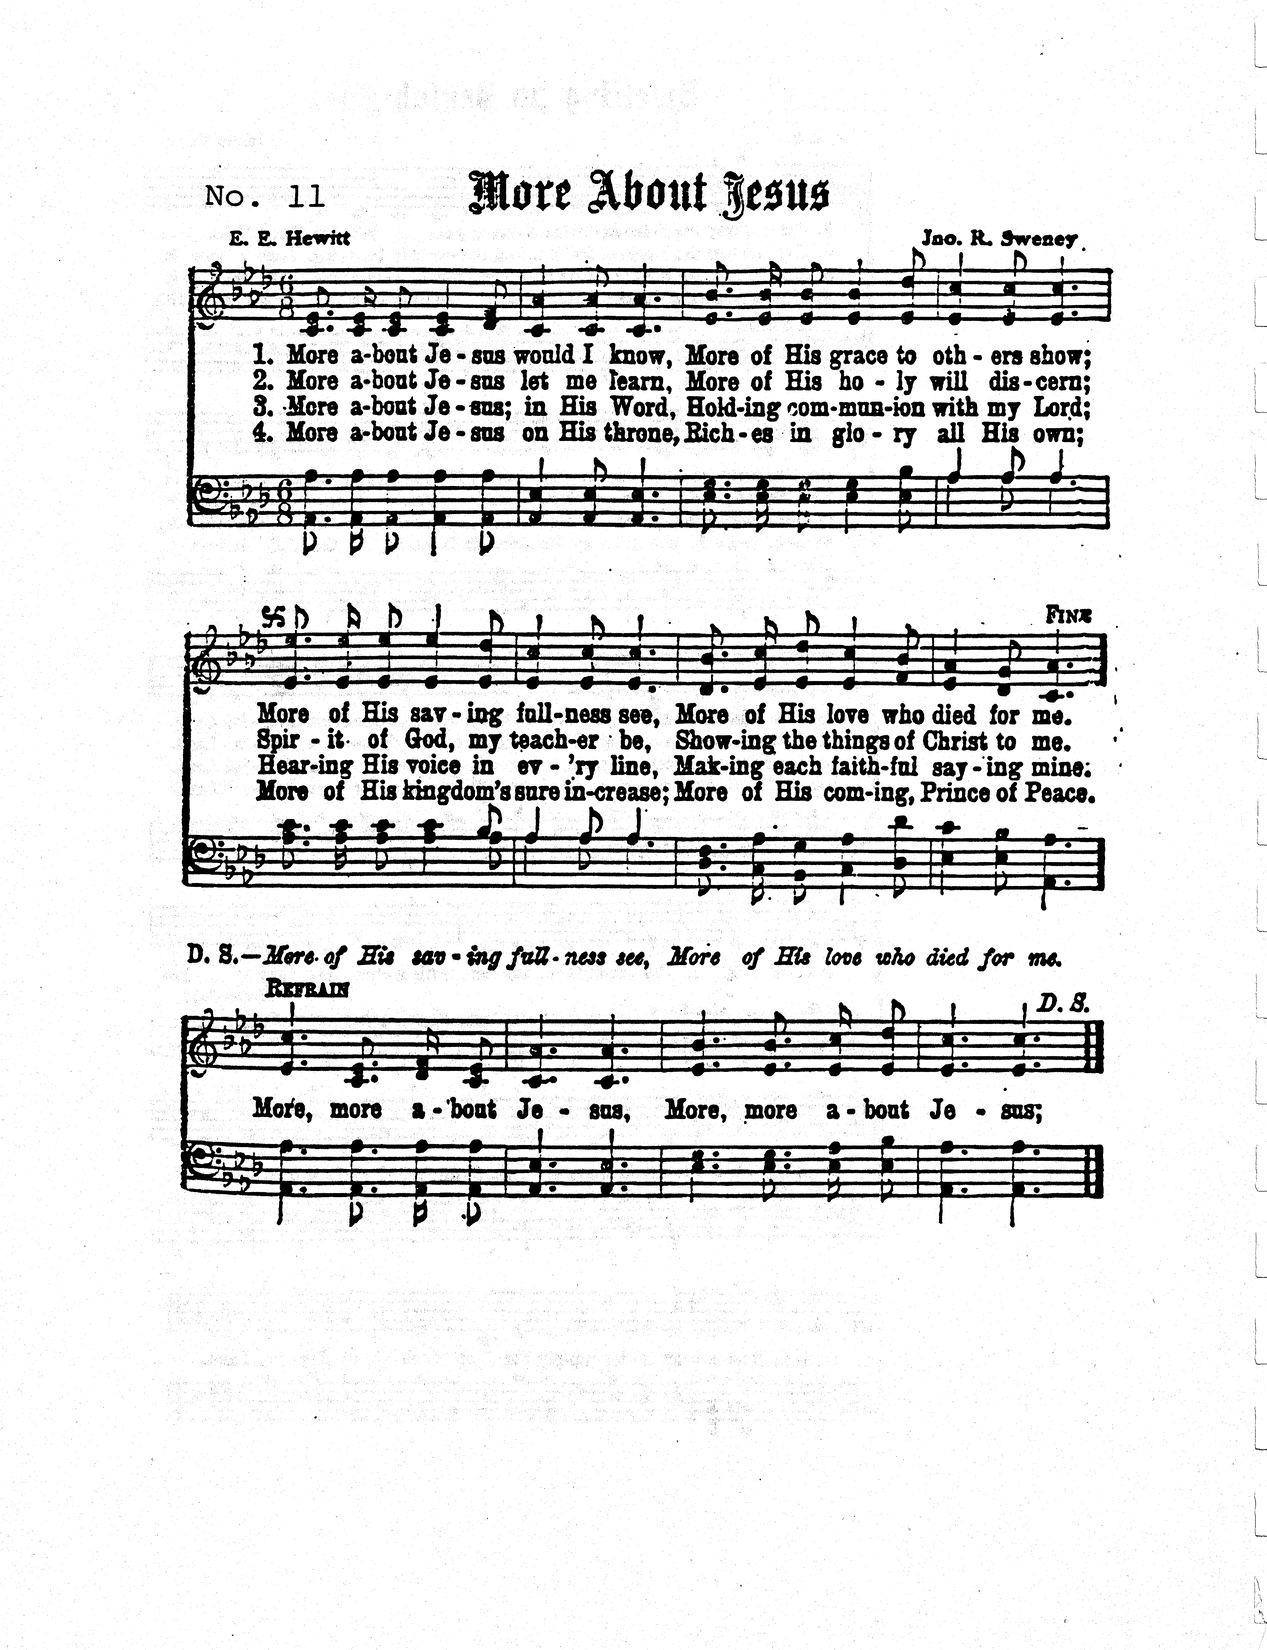 No. 11 More About Jesus
E. E. Hewitt Jno. R. Sweney
1. More a-bout Je-sus would I know, More of His grace to oth-ers show;
2. More a-bout Je-sus let me learn, More of His ho-ly will dis-cern;
3. More a-bout Je-sus; in His Word, Hold-ing com-mun-ion with my Lord;
4. More a-bout Je-sus on His throne, Rich-es in glo-ry all His own;
FINE
More of His sav-ing full-ness see, More of His love who died for me.
Spir-it of God, my teach-er be, Show-ing the things of Christ to me.
Hear-ing His voice in ev-'ry line, Mak-ing each faith-ful say-ing mine.
More of His kingdom's sure in-crease; More of His com-ing, Prince of Peace.
D. S.—More of His sav-ing full-ness see, More of His love who died for me.
REFRAIN D. S.
More, more a-bout Je-sus, More, more a-bout Je-sus;